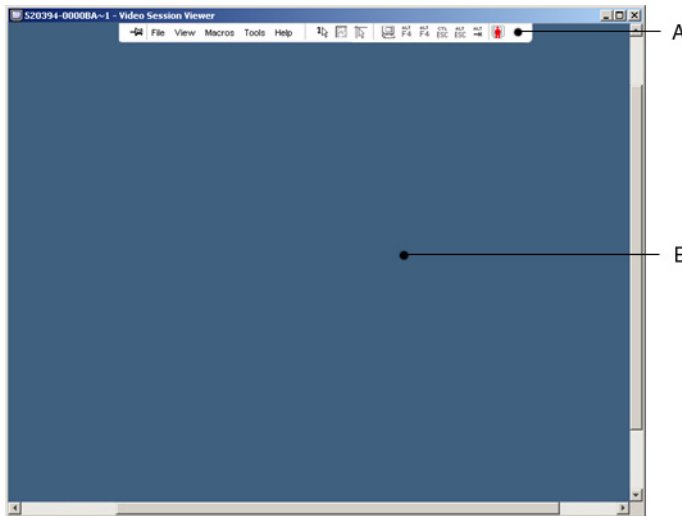 520394-0000BA~1 - Video Session Viewer
File View Macros Tools Help ALT F4 ALT F4 CTL ESC ALT ESC ALT
A